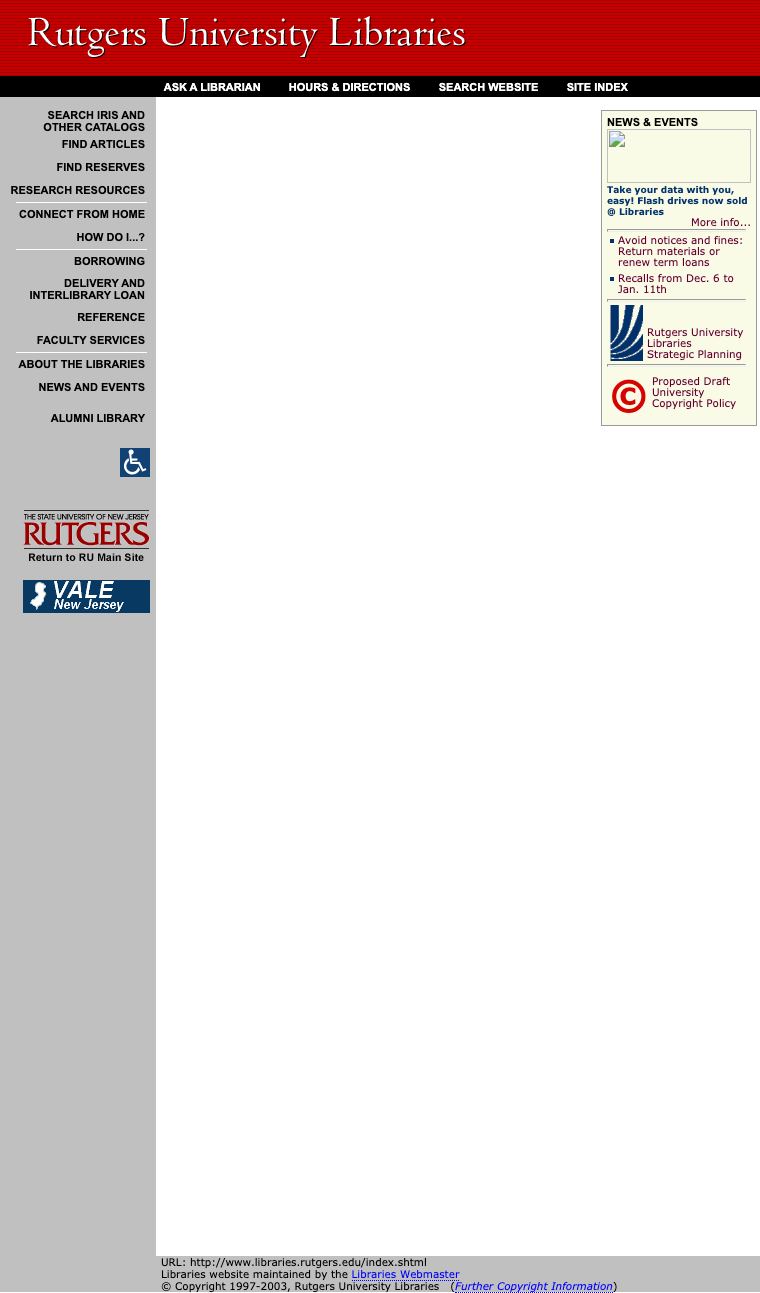 Rutgers University Libraries
ASK A LIBRARIAN HOURS & DIRECTIONS SEARCH WEBSITE SITE INDEX
SEARCH IRIS AND
OTHER CATALOGS
FIND ARTICLES
FIND RESERVES
RESEARCH RESOURCES
CONNECT FROM HOME
HOW DO I...?
BORROWING
DELIVERY AND
INTERLIBRARY LOAN
REFERENCE
FACULTY SERVICES
ABOUT THE LIBRARIES
NEWS AND EVENTS
ALUMNI LIBRARY
THE STATE UNIVERSITY OF NEW JERSEY
RUTGERS
Return to RU Main Site
VALE
New Jersey
NEWS & EVENTS
Take your data with you,
easy! Flash drives now sold
@ Libraries
More info...
Avoid notices and fines:
Return materials or
renew term loans
Recalls from Dec. 6 to
Jan. 11th
Rutgers University
Libraries
Strategic Planning
©
Proposed Draft
University
Copyright Policy
URL: http://www.libraries.rutgers.edu/index.shtml
Libraries website maintained by the Libraries Webmaster
© Copyright 1997-2003, Rutgers University Libraries (Further Copyright Information)